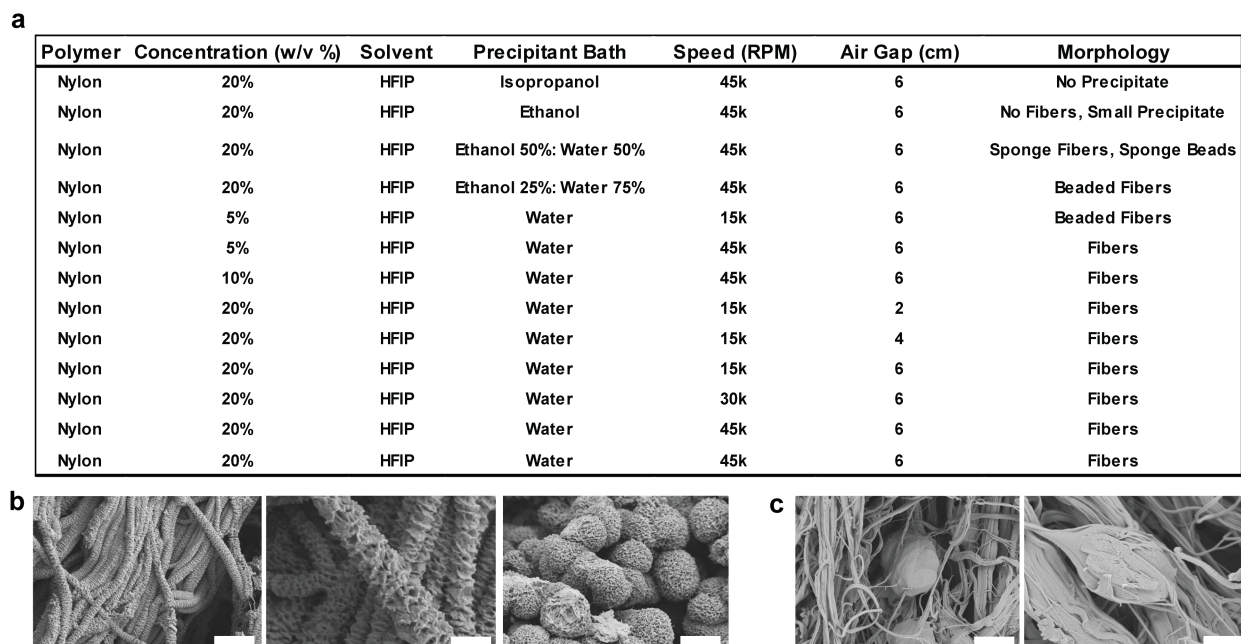 a
Polymer Concentration (w/v %) Solvent Precipitant Bath Speed (RPM) Air Gap (cm) Morphology
Nylon 20% HFIP Isopropanol 45k 6 No Precipitate
Nylon 20% HFIP Ethanol 45k 6 No Fibers, Small Precipitate
Nylon 20% HFIP Ethanol 50%: Water 50% 45k 6 Sponge Fibers, Sponge Beads
Nylon 20% HFIP Ethanol 25%: Water 75% 45k 6 Beaded Fibers
Nylon 5% HFIP Water 15k 6 Beaded Fibers
Nylon 5% HFIP Water 45k 6 Fibers
Nylon 10% HFIP Water 45k 6 Fibers
Nylon 20% HFIP Water 15k 2 Fibers
Nylon 20% HFIP Water 15k 4 Fibers
Nylon 20% HFIP Water 15k 6 Fibers
Nylon 20% HFIP Water 30k 6 Fibers
Nylon 20% HFIP Water 45k 6 Fibers
Nylon 20% HFIP Water 45k 6 Fibers
b c